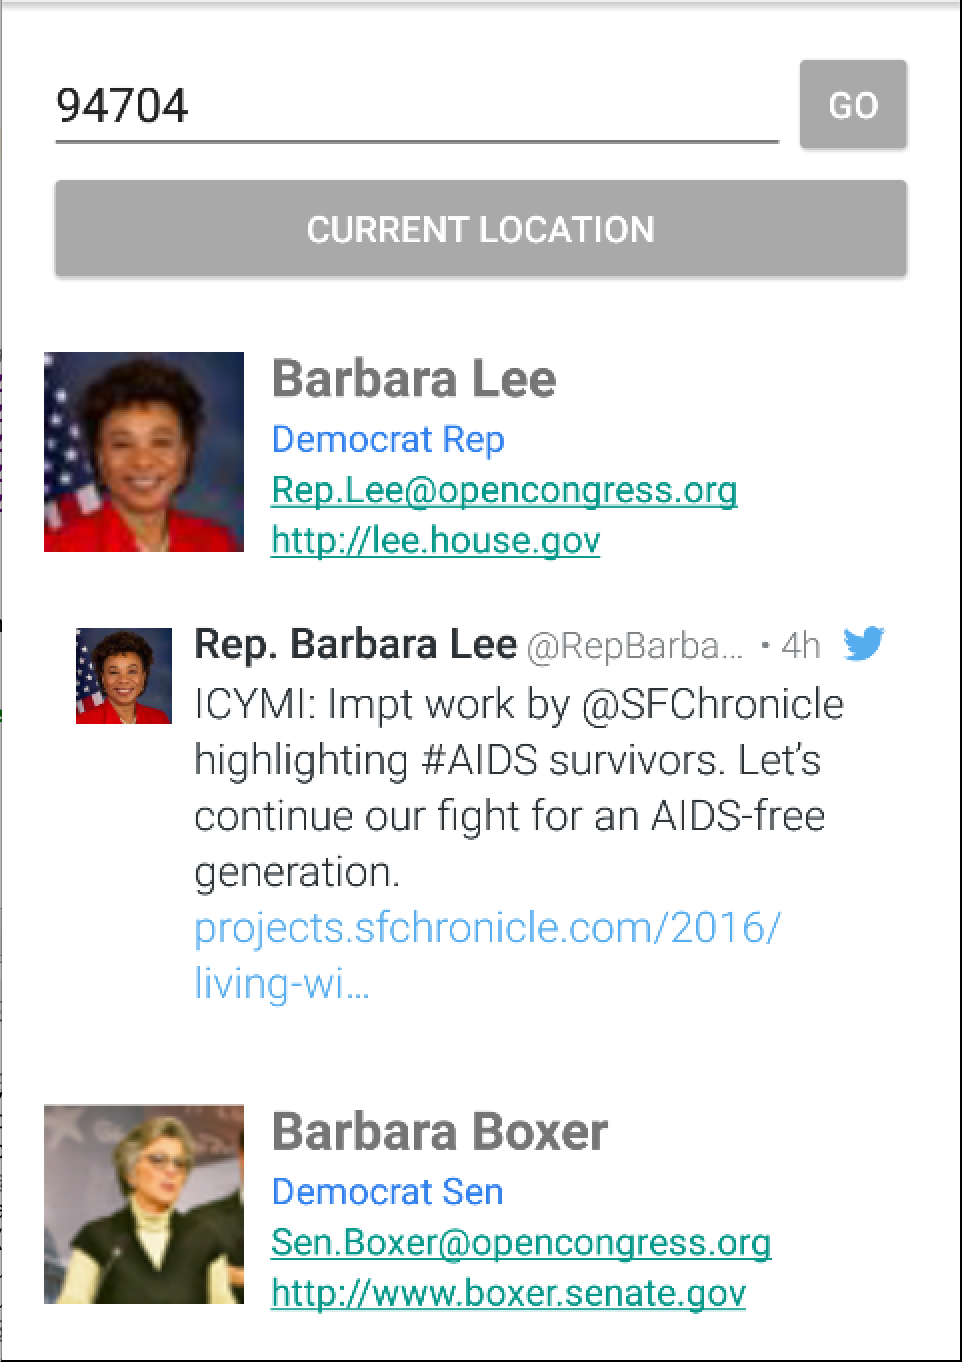 94704
GO
CURRENT LOCATION
Barbara Lee
Democrat Rep
Rep.Lee@opencongress.org
http://lee.house.gov
Rep. Barbara Lee @RepBarba... • 4h
ICYMI: Impt work by @SFChronicle
highlighting #AIDS survivors. Let’s
continue our fight for an AIDS-free
generation.
projects.sfchronicle.com/2016/
living-wi...
Barbara Boxer
Democrat Sen
Sen.Boxer@opencongress.org
http://www.boxer.senate.gov